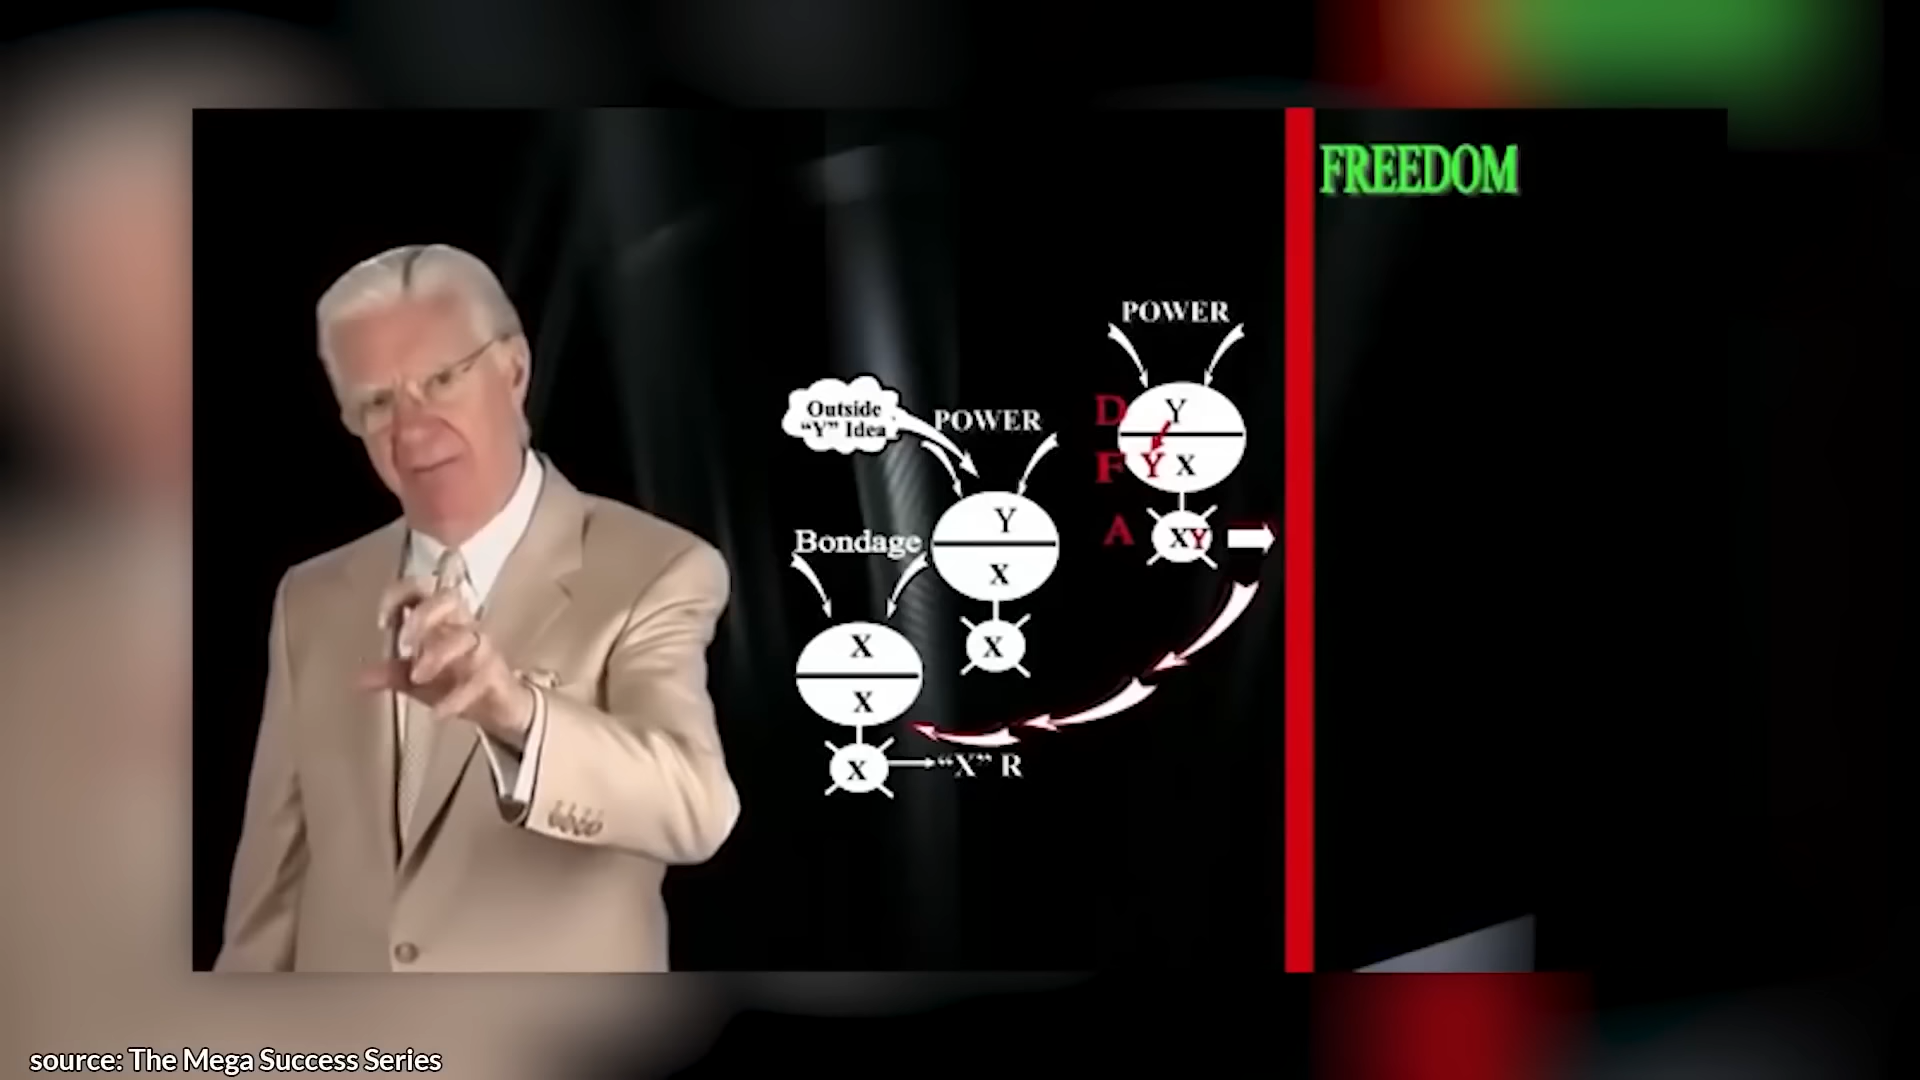 FREEDOM
POWER
D
Y
F
Y X
A
XY
Outside
“Y” Idea
POWER
Y
X
X
Bondage
X
X
X
“X” R
source: The Mega Success Series